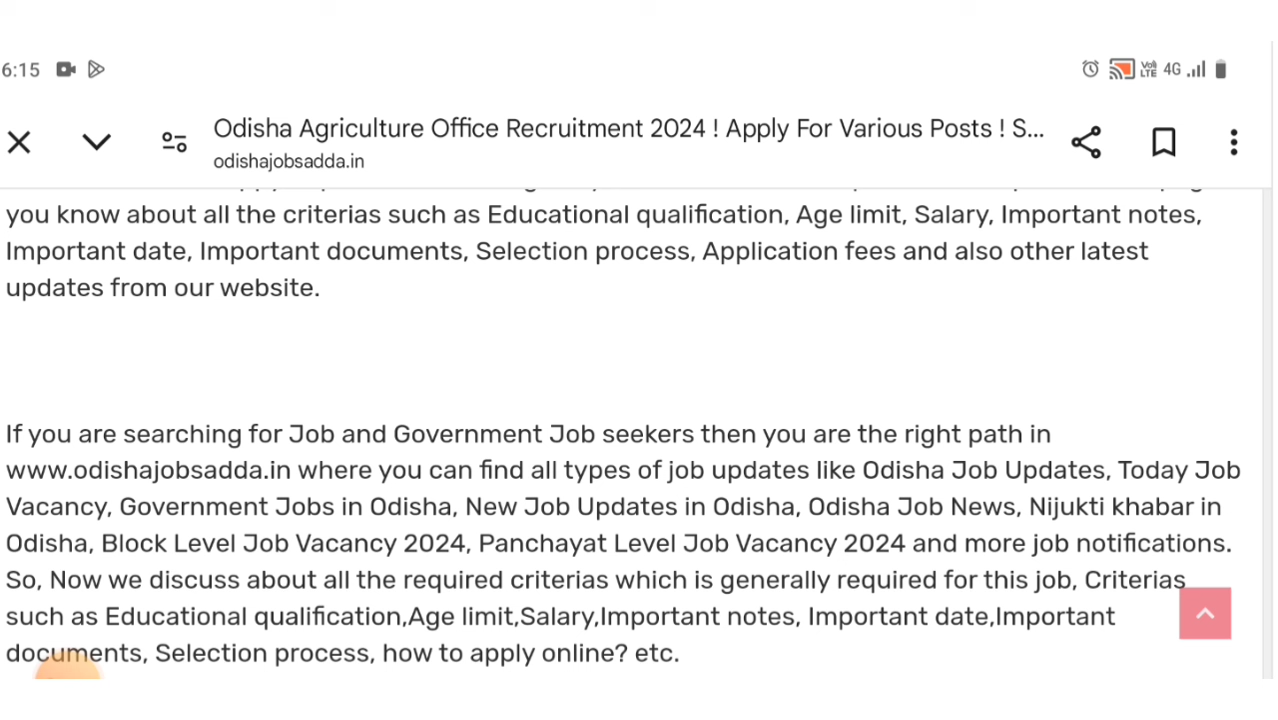 6:15
4G
Odisha Agriculture Office Recruitment 2024 ! Apply For Various Posts ! S...
odishajobsadda.in
you know about all the criterias such as Educational qualification, Age limit, Salary, Important notes,
Important date, Important documents, Selection process, Application fees and also other latest
updates from our website.
If you are searching for Job and Government Job seekers then you are the right path in
www.odishajobsadda.in where you can find all types of job updates like Odisha Job Updates, Today Job
Vacancy, Government Jobs in Odisha, New Job Updates in Odisha, Odisha Job News, Nijukti khabar in
Odisha, Block Level Job Vacancy 2024, Panchayat Level Job Vacancy 2024 and more job notifications.
So, Now we discuss about all the required criterias which is generally required for this job, Criterias
such as Educational qualification,Age limit,Salary,Important notes, Important date,Important
documents, Selection process, how to apply online? etc.